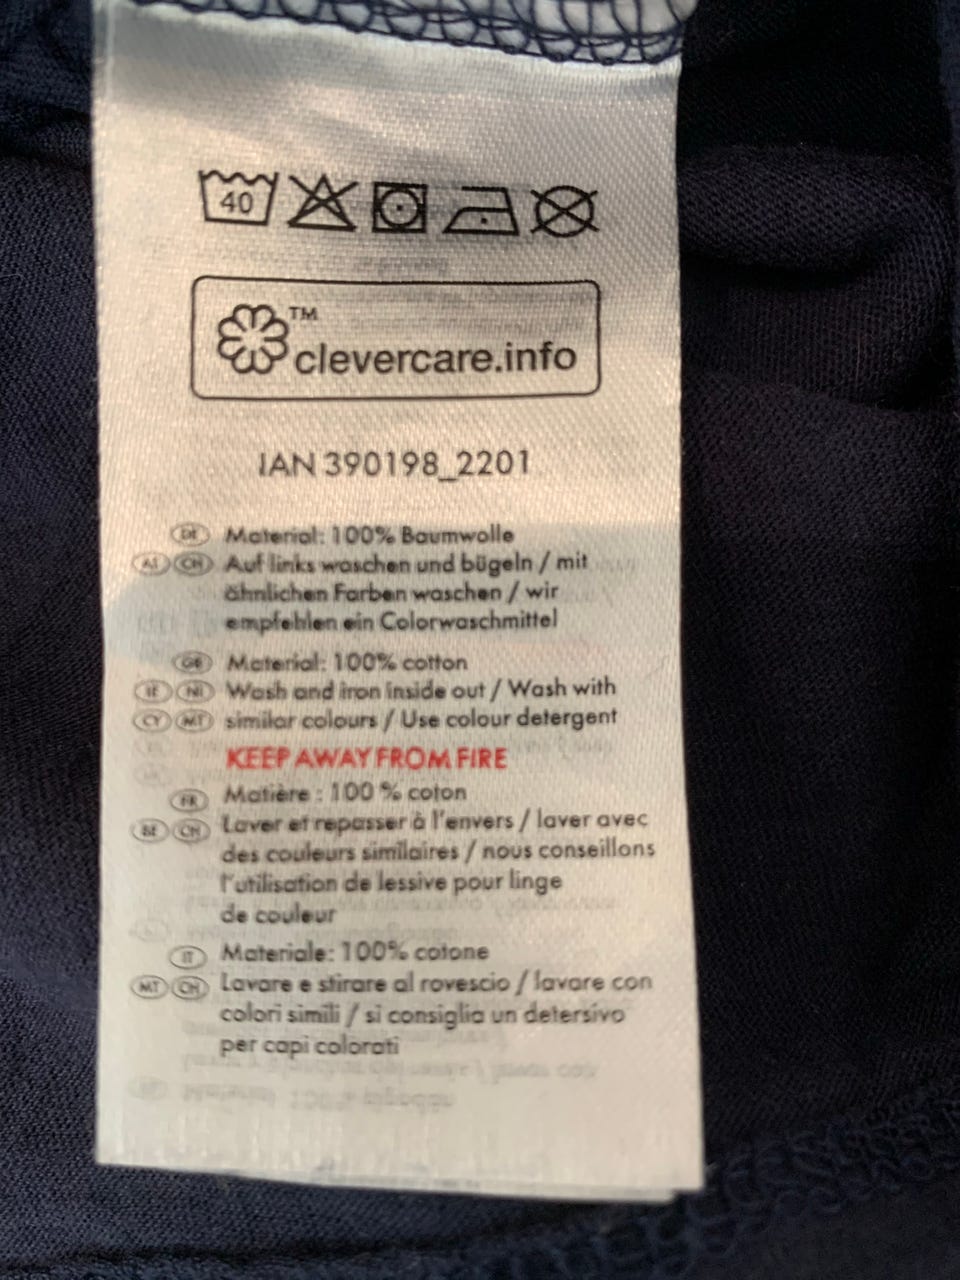 40
TM
clevercare.info
IAN 390198_2201
DE Material: 100% Baumwolle
AT CH Auf links waschen und bügeln / mit
ähnlichen Farben waschen / wir
empfehlen ein Colorwaschmittel
GB Material: 100% cotton
IE NI Wash and iron inside out / Wash with
CY MT similar colours / Use colour detergent
KEEP AWAY FROM FIRE
FR Matière : 100 % coton
BE CH Laver et repasser à l'envers / laver avec
des couleurs similaires / nous conseillons
l'utilisation de lessive pour linge
de couleur
IT Materiale: 100% cotone
MT CH Lavare e stirare al rovescio / lavare con
colori simili / si consiglia un detersivo
per capi colorati